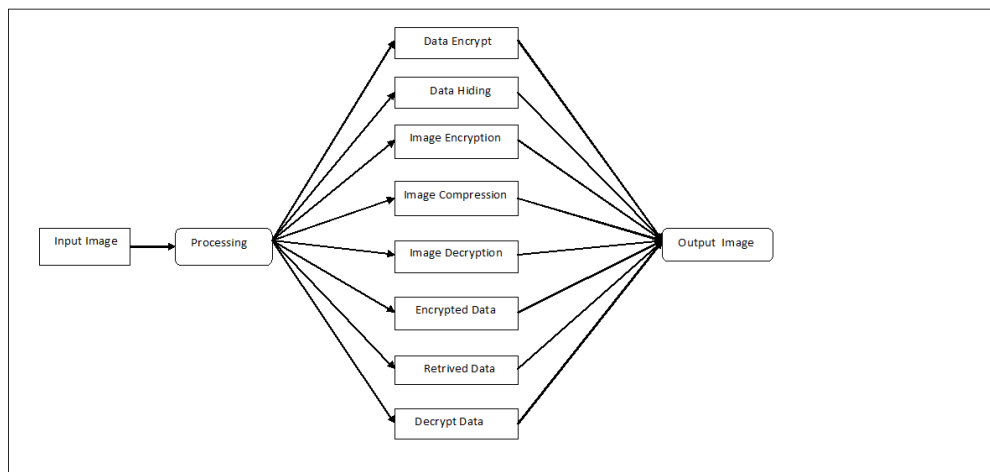 Data Encrypt
Data Hiding
Image Encryption
Image Compression
Input Image
Processing
Image Decryption
Output Image
Encrypted Data
Retrived Data
Decrypt Data